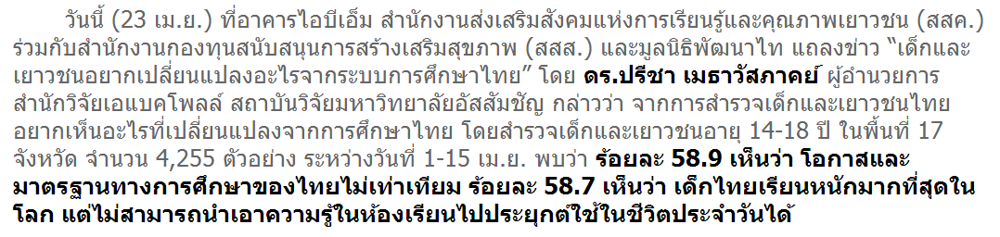 วันนี้ (23 เม.ย.) ที่อาคารไอบีเอ็ม สำนักงานส่งเสริมสังคมแห่งการเรียนรู้และคุณภาพเยาวชน (สสค.)
ร่วมกับสำนักงานกองทุนสนับสนุนการสร้างเสริมสุขภาพ (สสส.) และมูลนิธิพัฒนาไท แถลงข่าว “เด็กและ
เยาวชนอยากเปลี่ยนแปลงอะไรจากระบบการศึกษาไทย” โดย ดร.ปรีชา เมธาวัสภาคย์ ผู้อำนวยการ
สำนักวิจัยเอแบคโพลล์ สถาบันวิจัยมหาวิทยาลัยอัสสัมชัญ กล่าวว่า จากการสำรวจเด็กและเยาวชนไทย
อยากเห็นอะไรที่เปลี่ยนแปลงจากการศึกษาไทย โดยสำรวจเด็กและเยาวชนอายุ 14-18 ปี ในพื้นที่ 17
จังหวัด จำนวน 4,255 ตัวอย่าง ระหว่างวันที่ 1-15 เม.ย. พบว่า ร้อยละ 58.9 เห็นว่า โอกาสและ
มาตรฐานทางการศึกษาของไทยไม่เท่าเทียม ร้อยละ 58.7 เห็นว่า เด็กไทยเรียนหนักมากที่สุดใน
โลก แต่ไม่สามารถนำเอาความรู้ในห้องเรียนไปประยุกต์ใช้ในชีวิตประจำวันได้